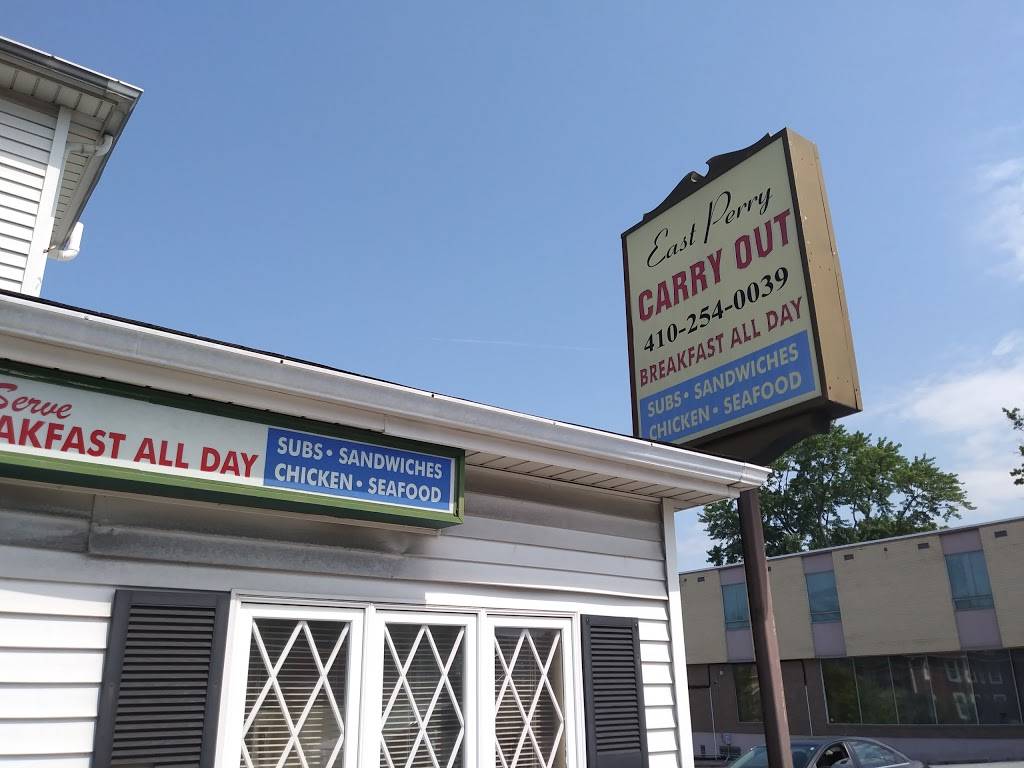 East Perry
CARRY OUT
410-254-0039
BREAKFAST ALL DAY
SUBS • SANDWICHES
CHICKEN • SEAFOOD
Serve
AKFAST ALL DAY
SUBS • SANDWICHES
CHICKEN • SEAFOOD